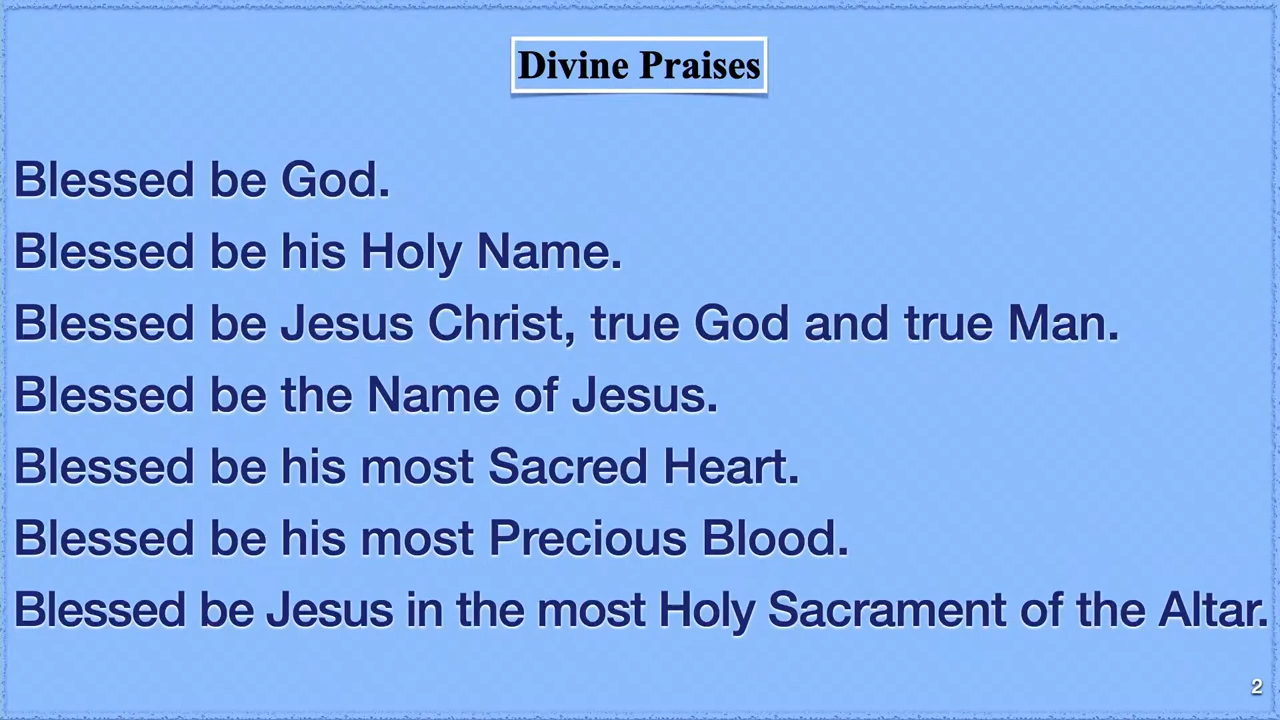 Divine Praises
Blessed be God.
Blessed be his Holy Name.
Blessed be Jesus Christ, true God and true Man.
Blessed be the Name of Jesus.
Blessed be his most Sacred Heart.
Blessed be his most Precious Blood.
Blessed be Jesus in the most Holy Sacrament of the Altar.
2